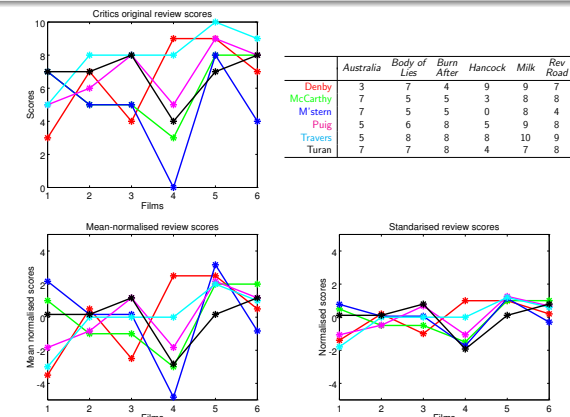 Critics original review scores
10
8
6
4
2
0
Scores
1 2 3 4 5 6
Films
Australia Body of Lies Burn After Hancock Milk Rev Road
Denby 3 7 4 9 9 7
McCarthy 7 5 5 3 8 8
M'stern 7 5 5 0 8 4
Puig 5 6 8 5 9 8
Travers 5 8 8 8 10 9
Turan 7 7 8 4 7 8
Mean-normalised review scores
4
2
0
-2
-4
Mean normalised scores
1 2 3 4 5 6
Films
Standarised review scores
4
2
0
-2
-4
Normalised scores
1 2 3 4 5 6
Films